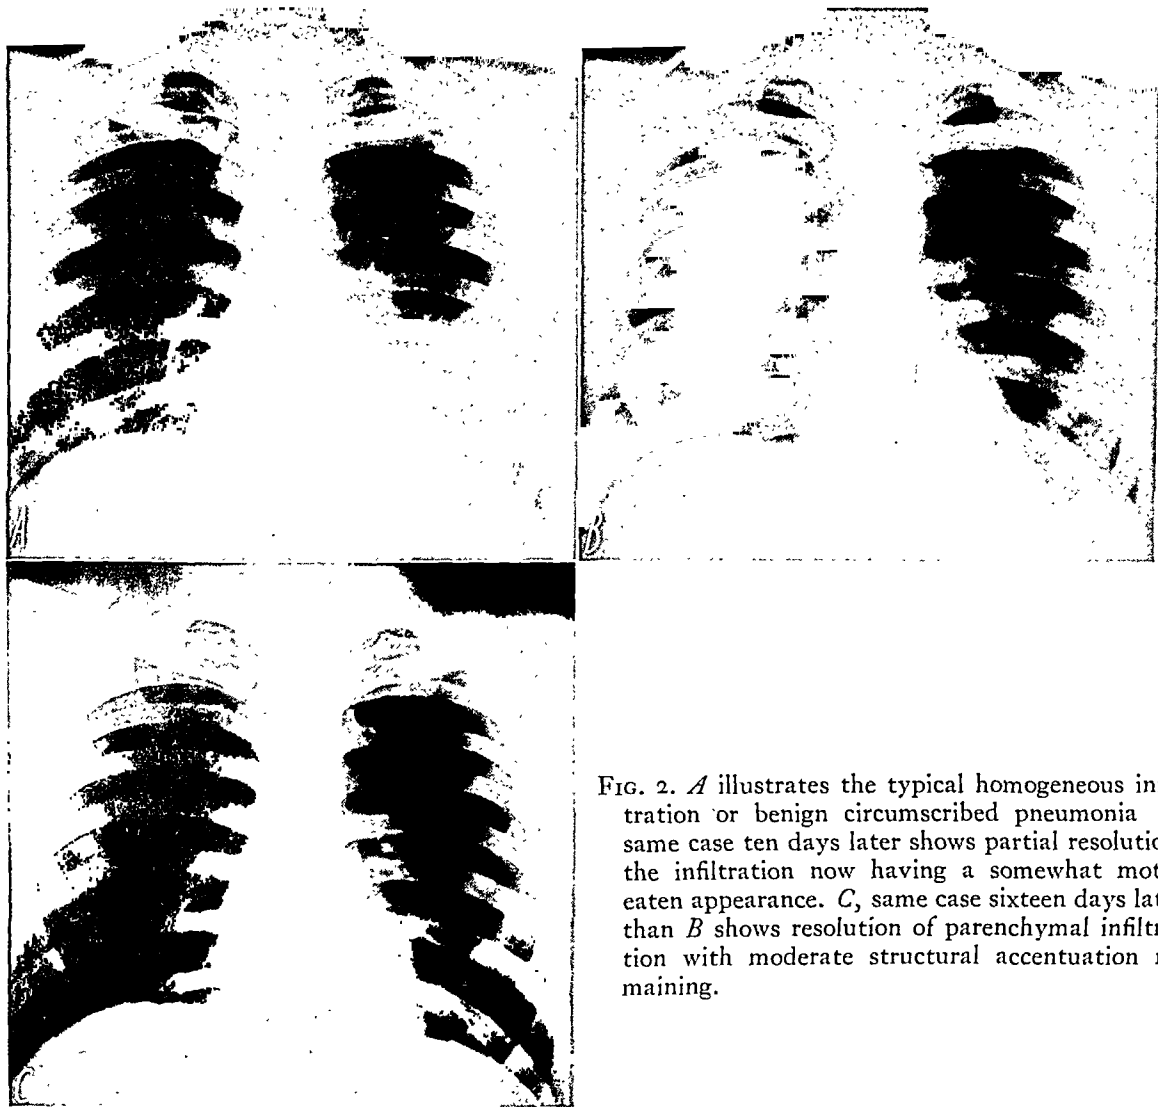 A
B
C
FIG. 2. A illustrates the typical homogeneous in
tration or benign circumscribed pneumonia
same case ten days later shows partial resolutio
the infiltration now having a somewhat mot
eaten appearance. C, same case sixteen days lat
than B shows resolution of parenchymal infiltr
tion with moderate structural accentuation r
maining.